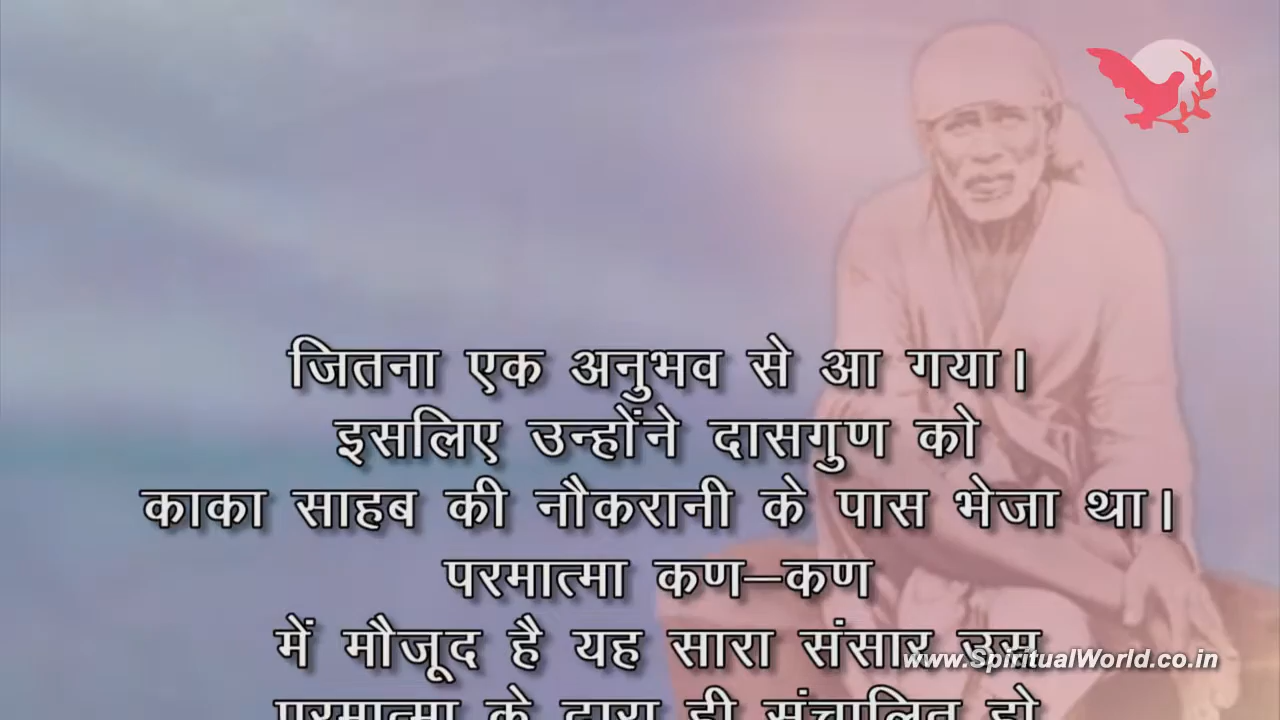 जितना एक अनुभव से आ गया।
इसलिए उन्होंने दासगुण को
काका साहब की नौकरानी के पास भेजा था।
परमात्मा कण–कण
में मौजूद है यह सारा संसार उस
www.SpiritualWorld.co.in
परमात्मा के द्वारा ही संचालित हो